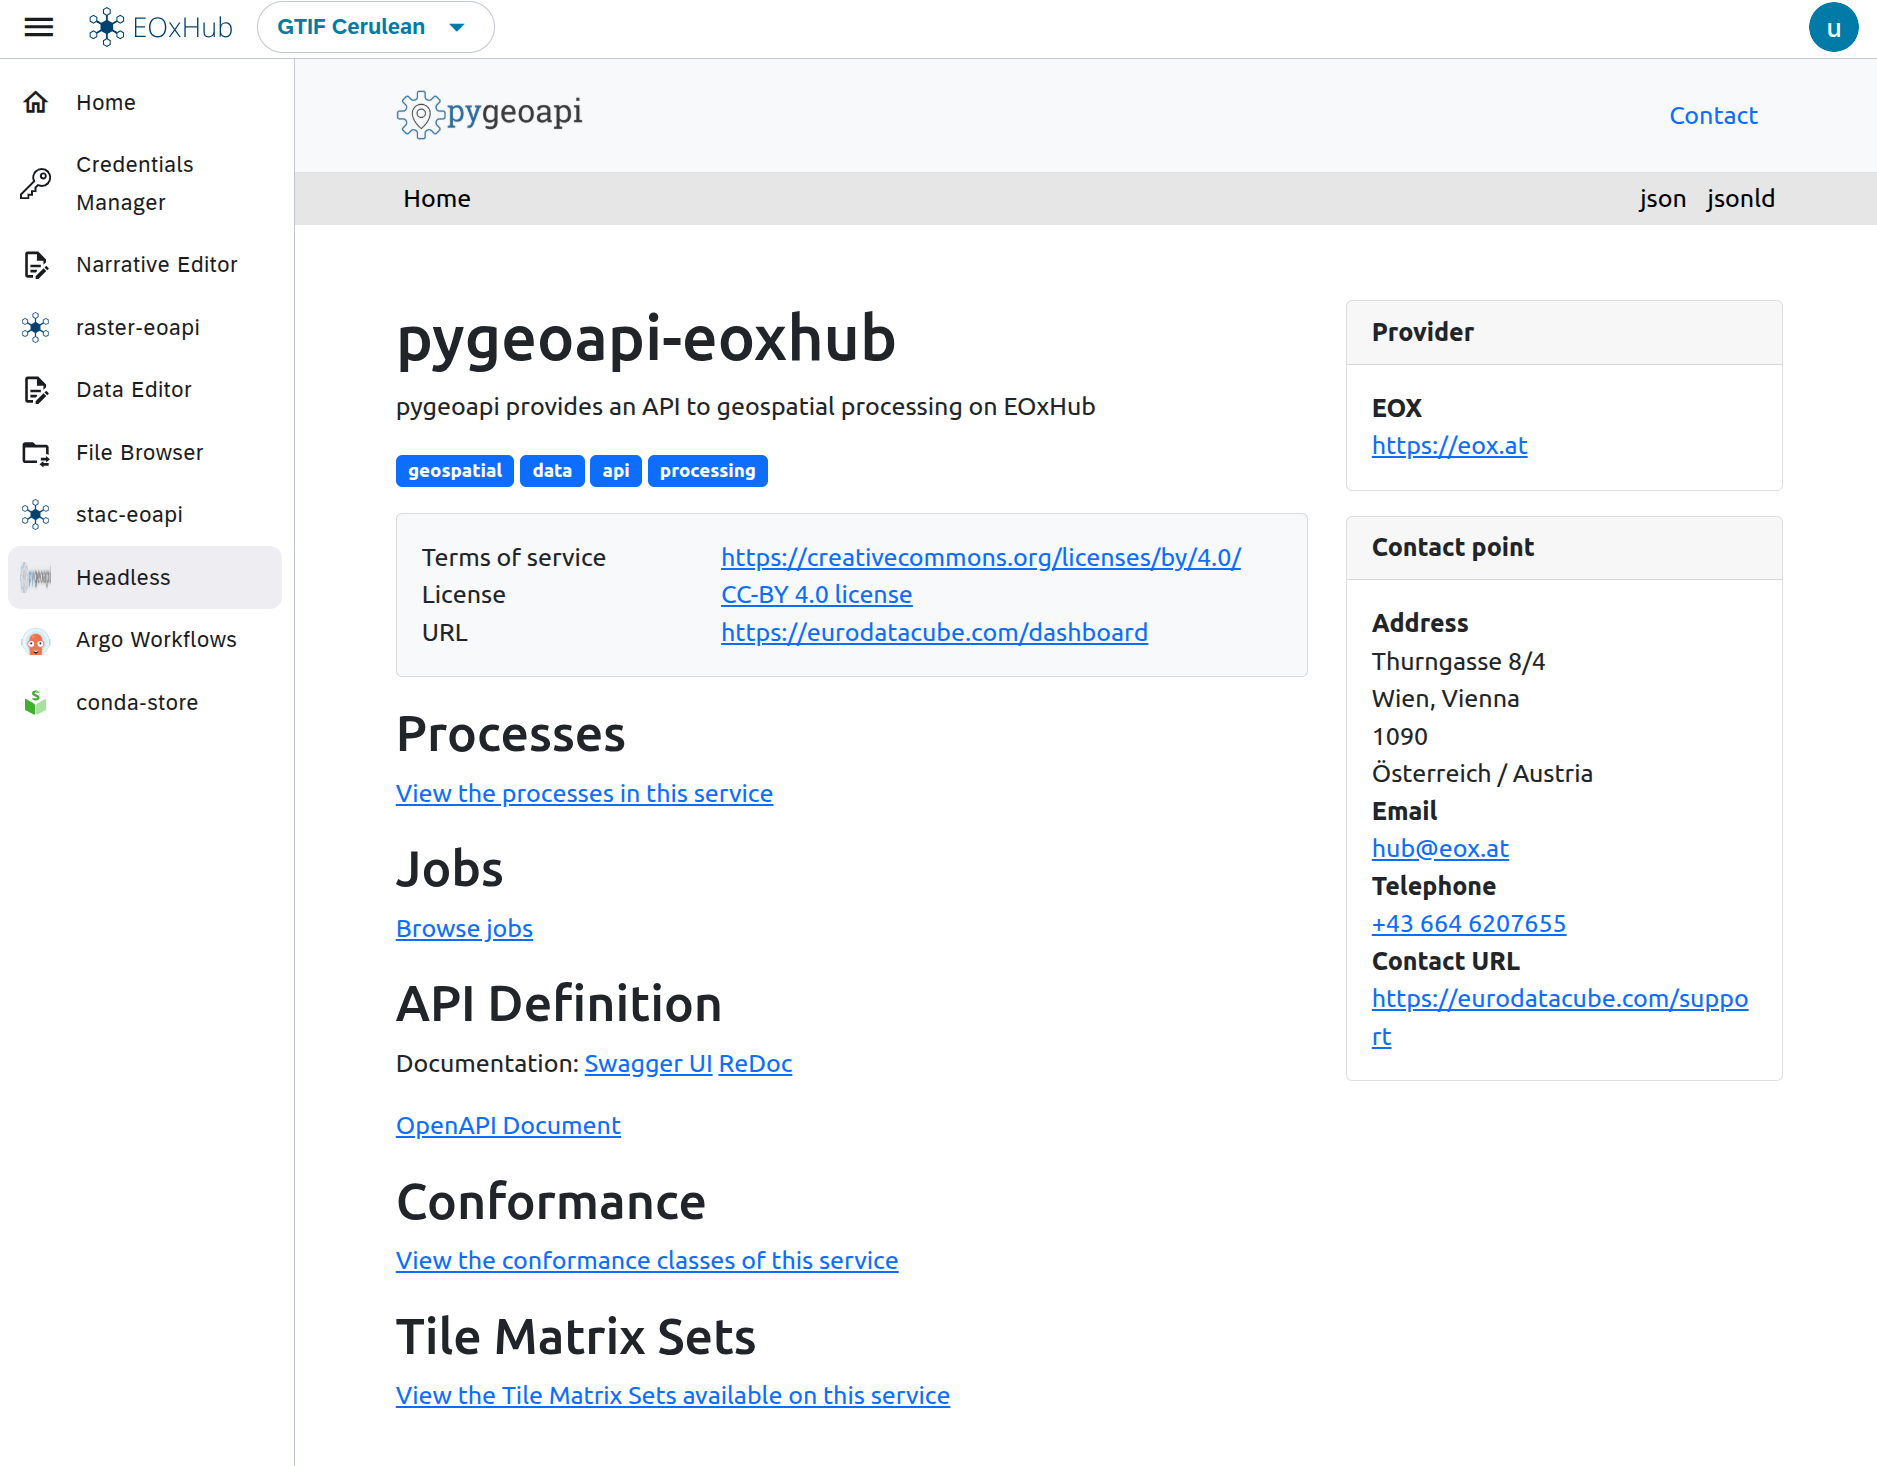 EOxHub
GTIF Cerulean
u
Home
Credentials
Manager
Narrative Editor
raster-eoapi
Data Editor
File Browser
stac-eoapi
Headless
Argo Workflows
conda-store
pygeoapi
Contact
Home
json jsonld
pygeoapi-eoxhub
pygeoapi provides an API to geospatial processing on EOxHub
geospatial data api processing
Terms of service https://creativecommons.org/licenses/by/4.0/
License CC-BY 4.0 license
URL https://eurodatacube.com/dashboard
Processes
View the processes in this service
Jobs
Browse jobs
API Definition
Documentation: Swagger UI ReDoc
OpenAPI Document
Conformance
View the conformance classes of this service
Tile Matrix Sets
View the Tile Matrix Sets available on this service
Provider
EOX
https://eox.at
Contact point
Address
Thurngasse 8/4
Wien, Vienna
1090
Österreich / Austria
Email
hub@eox.at
Telephone
+43 664 6207655
Contact URL
https://eurodatacube.com/suppo
rt